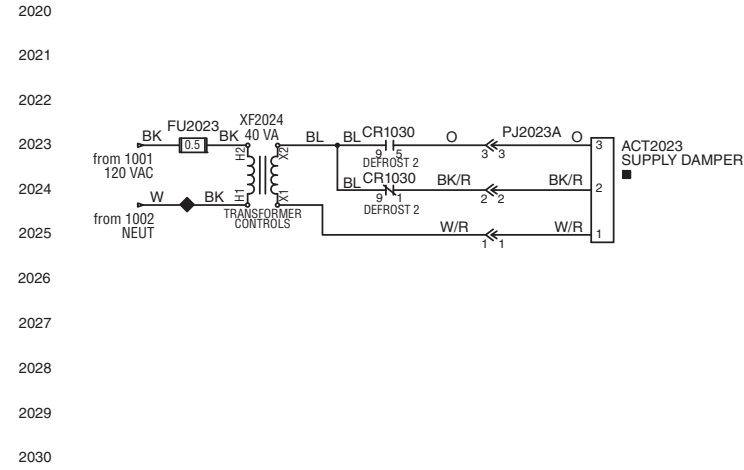 2020
2021
2022
2023
2024
2025
2026
2027
2028
2029
2030
BK
FU2023
0.5
BK
from 1001
120 VAC
W
BK
from 1002
NEUT
XF2024
40 VA
H2
X2
H1
X1
TRANSFORMER
CONTROLS
BL
BL
CR1030
9 5
DEFROST 2
O
PJ2023A
O
3 3
3
ACT2023
SUPPLY DAMPER
BL
CR1030
9 1
DEFROST 2
BK/R
BK/R
2 2
2
W/R
W/R
1 1
1